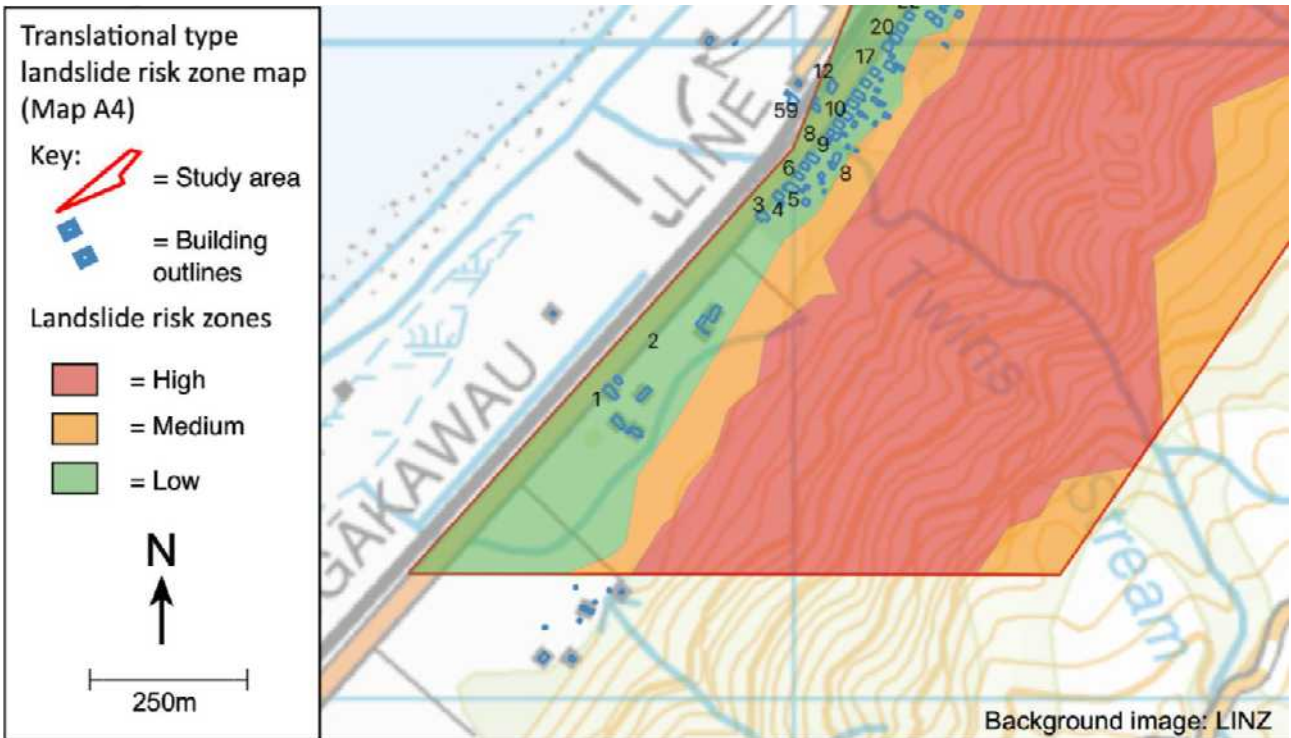 Translational type
landslide risk zone map
(Map A4)
Key:
= Study area
= Building
outlines
Landslide risk zones
= High
= Medium
= Low
N
250m
22
20
17
12
59
10
8
9
6
8
5
3
4
2
1
LINE
GĀKAWAU
200
Twins
Stream
Background image: LINZ